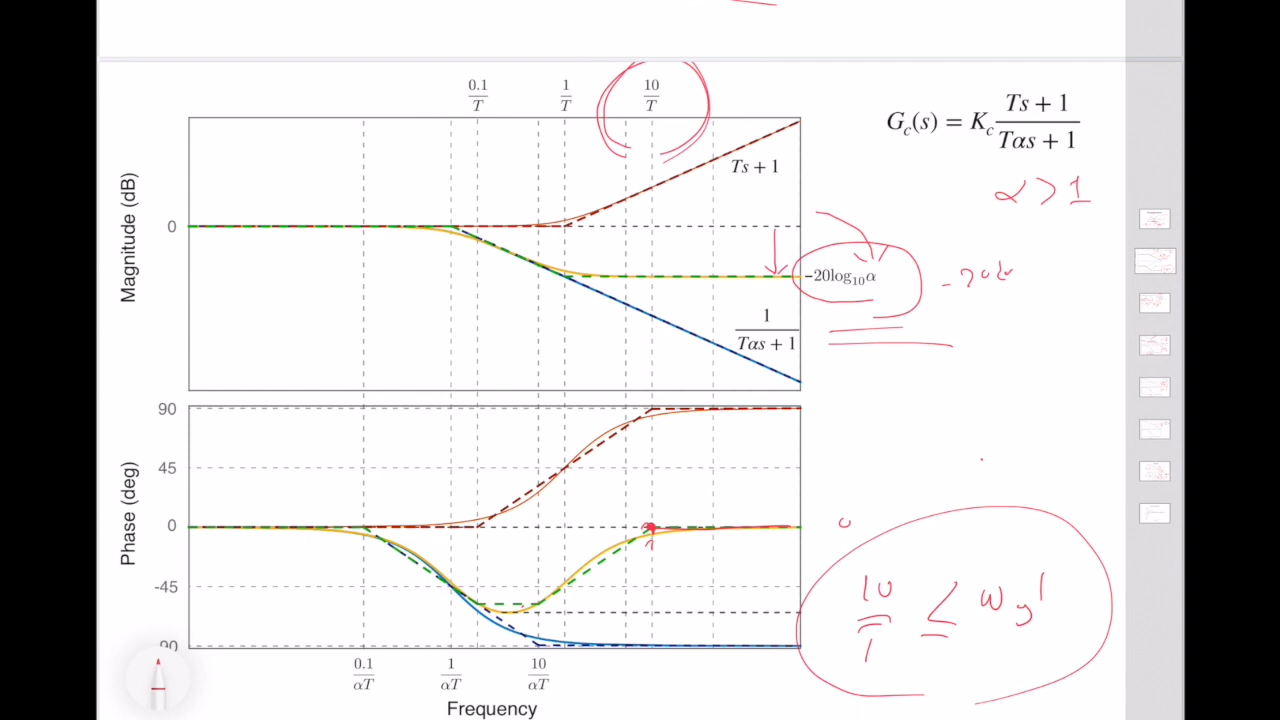 0.1/T 1/T 10/T
G_c(s) = K_c (Ts + 1)/(Tαs + 1)
Ts + 1
α > 1
Magnitude (dB)
0
−20log₁₀α
1/(Tαs + 1)
90
45
0
-45
90
Phase (deg)
10/T ≤ ω_g'
0.1/αT 1/αT 10/αT
Frequency